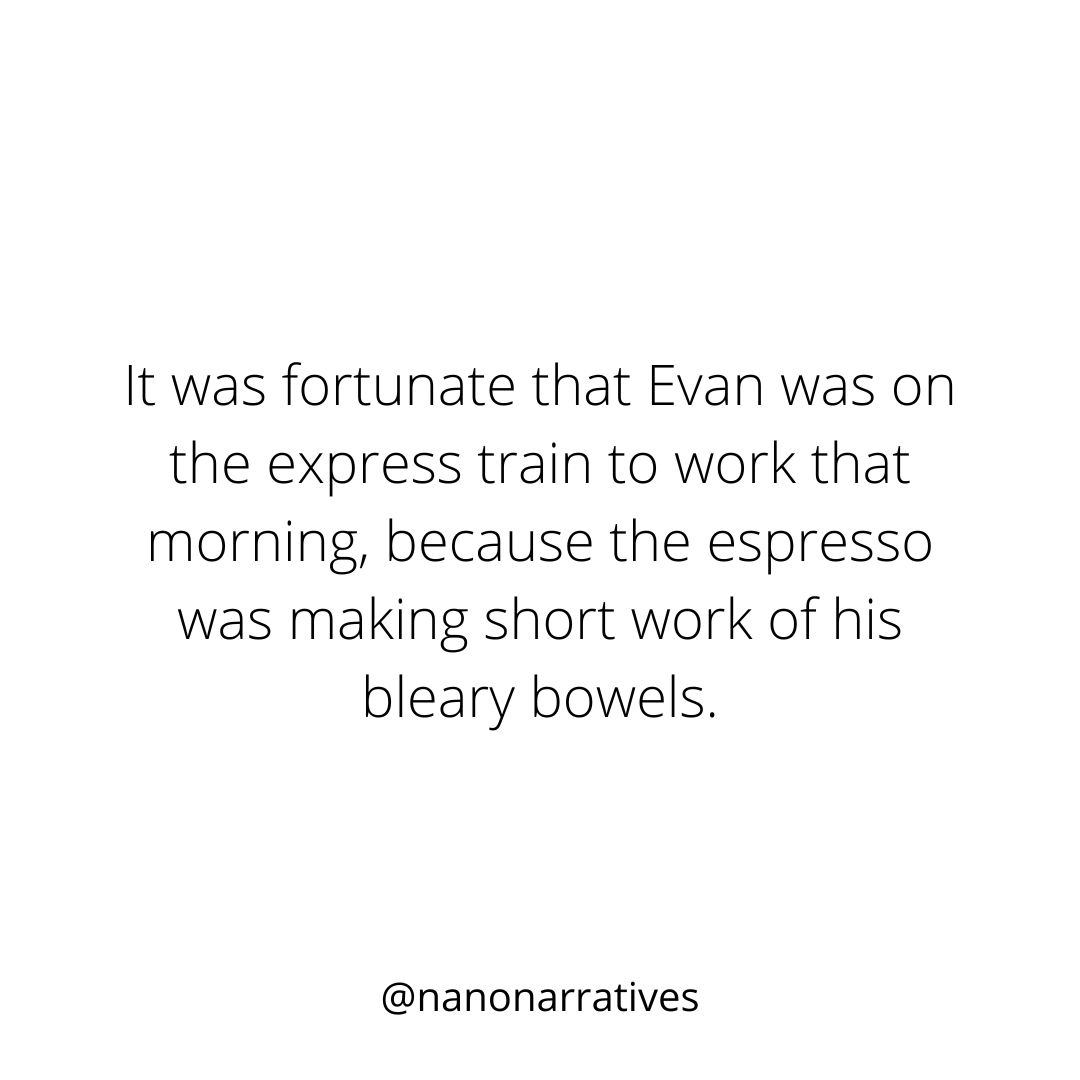 It was fortunate that Evan was on
the express train to work that
morning, because the espresso
was making short work of his
bleary bowels.
@nanonarratives